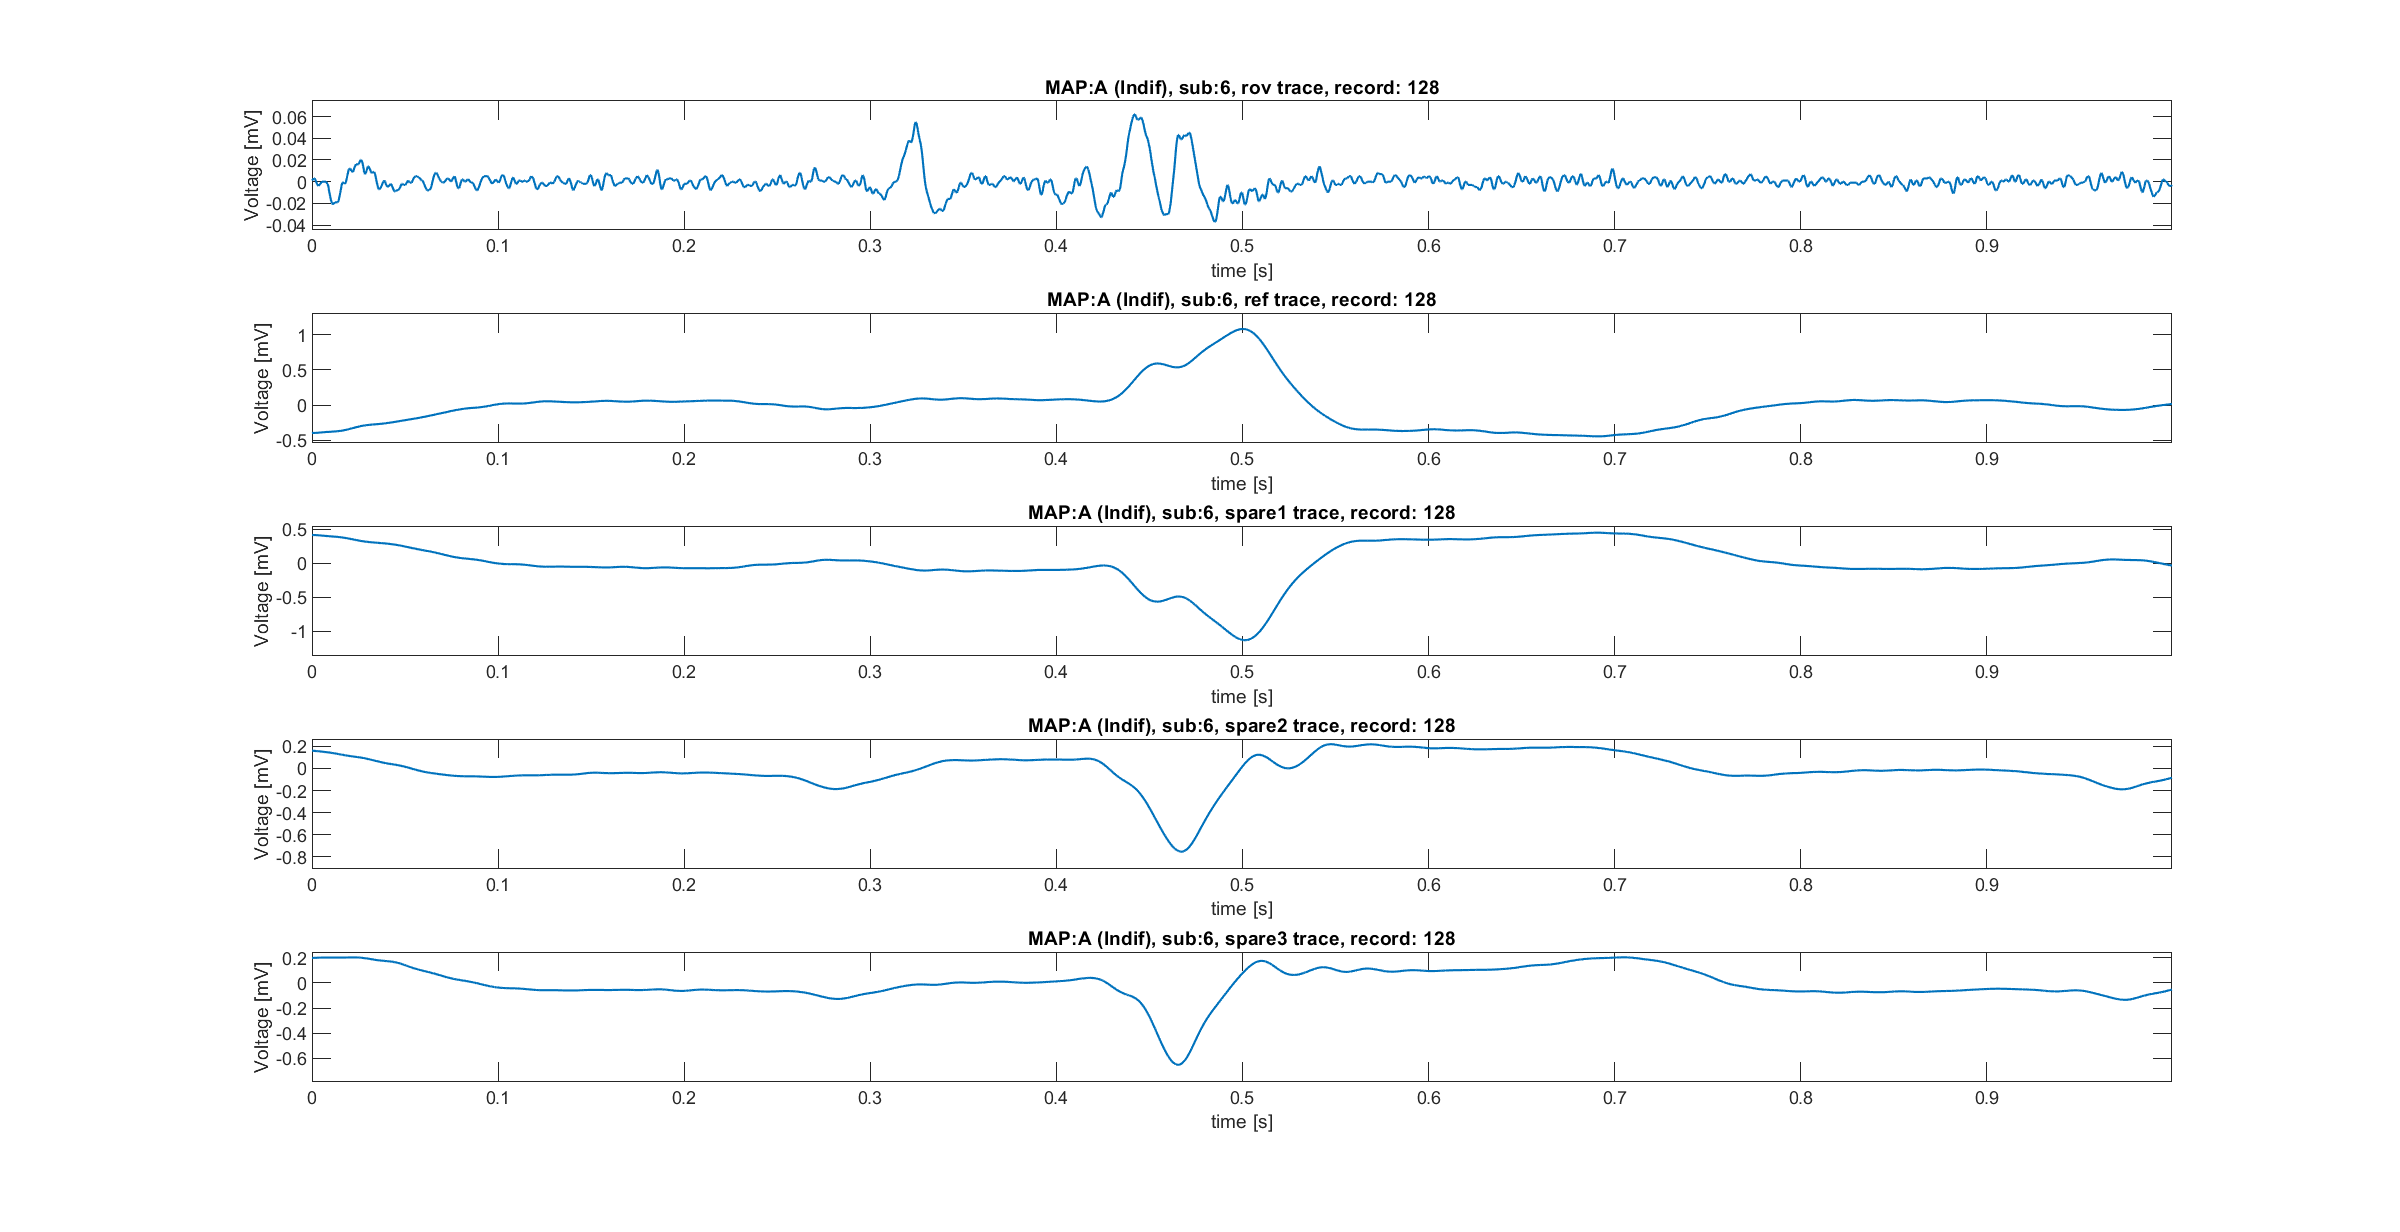 MAP:A (Indif), sub:6, rov trace, record: 128
Voltage [mV]
0.06
0.04
0.02
0
-0.02
-0.04
0 0.1 0.2 0.3 0.4 0.5 0.6 0.7 0.8 0.9
time [s]
MAP:A (Indif), sub:6, ref trace, record: 128
Voltage [mV]
1
0.5
0
-0.5
0 0.1 0.2 0.3 0.4 0.5 0.6 0.7 0.8 0.9
time [s]
MAP:A (Indif), sub:6, spare1 trace, record: 128
Voltage [mV]
0.5
0
-0.5
-1
0 0.1 0.2 0.3 0.4 0.5 0.6 0.7 0.8 0.9
time [s]
MAP:A (Indif), sub:6, spare2 trace, record: 128
Voltage [mV]
0.2
0
-0.2
-0.4
-0.6
-0.8
0 0.1 0.2 0.3 0.4 0.5 0.6 0.7 0.8 0.9
time [s]
MAP:A (Indif), sub:6, spare3 trace, record: 128
Voltage [mV]
0.2
0
-0.2
-0.4
-0.6
0 0.1 0.2 0.3 0.4 0.5 0.6 0.7 0.8 0.9
time [s]